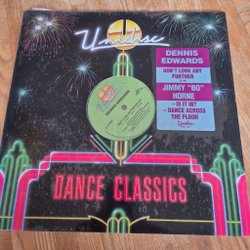 Unidisc
DENNIS
EDWARDS
DON'T LOOK ANY
FURTHER
JIMMY "BO"
HORNE
- IS IT IN?
- DANCE ACROSS
THE FLOOR
Unidisc
DANCE CLASSICS